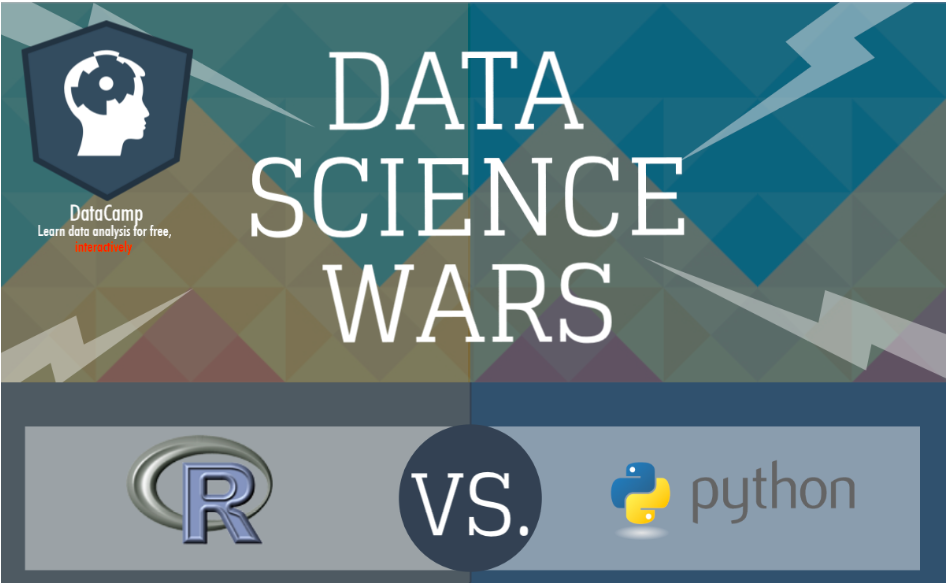 DATA
SCIENCE
WARS
DataCamp
Learn data analysis for free,
interactively
R
VS.
python